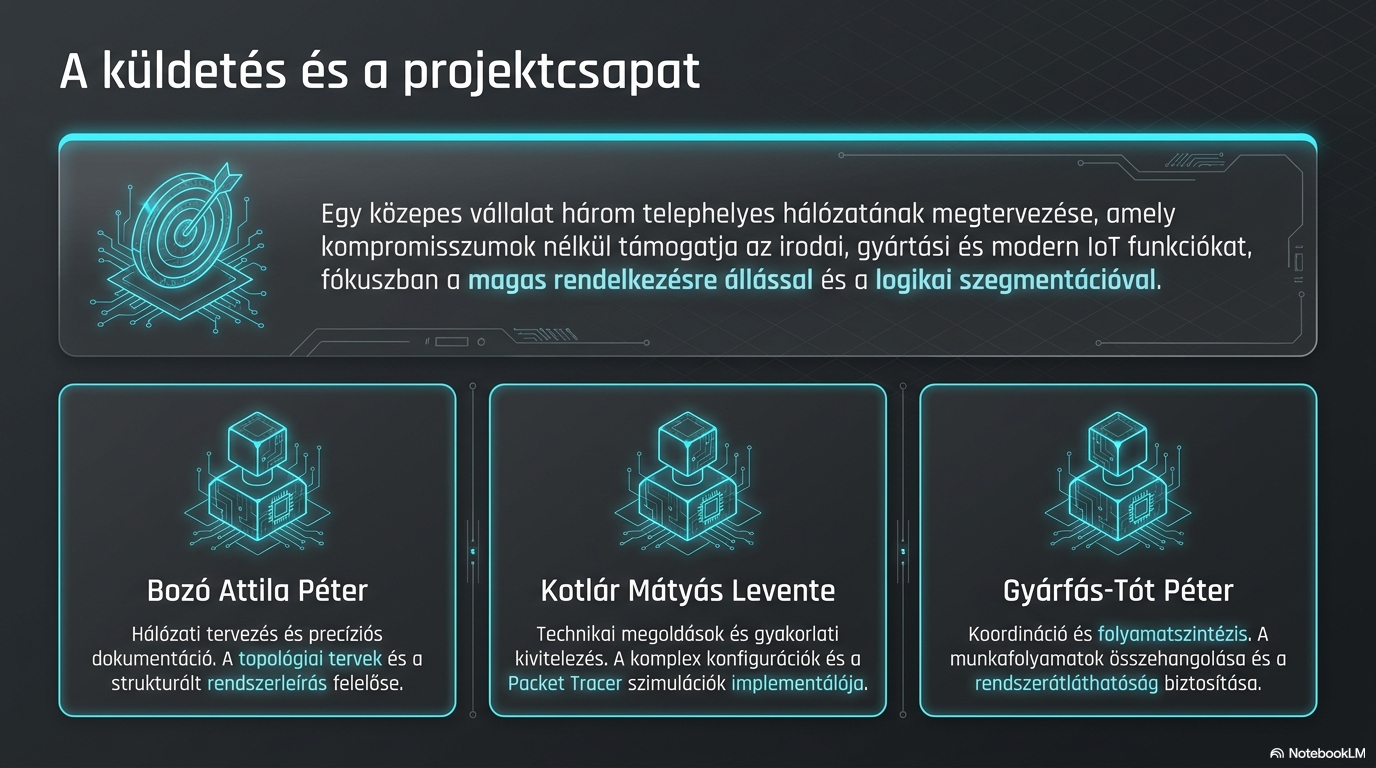 A küldetés és a projektcsapat
Egy közepes vállalat három telephelyes hálózatának megtervezése, amely
kompromisszumok nélkül támogatja az irodai, gyártási és modern IoT funkciókat,
fókuszban a magas rendelkezésre állással és a logikai szegmentációval.
Bozó Attila Péter
Hálózati tervezés és precíziós
dokumentáció. A topológiai tervek és a
strukturált rendszerleírás felelőse.
Kotlár Mátyás Levente
Technikai megoldások és gyakorlati
kivitelezés. A komplex konfigurációk és a
Packet Tracer szimulációk implementálója.
Gyárfás-Tót Péter
Koordináció és folyamatszintézis. A
munkafolyamatok összehangolása és a
rendszerátláthatóság biztosítása.
NotebookLM